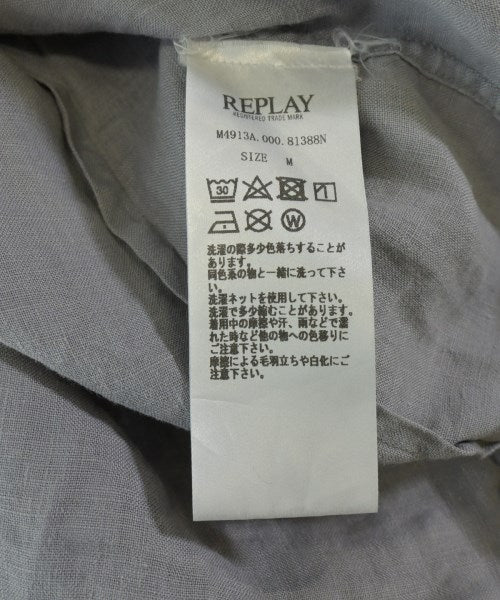 REPLAY
REGISTERED TRADE MARK
M4913A.000.81388N
SIZE M
30
W
洗濯の際多少色落ちすることが
あります。
同色系の物と一緒に洗って下さ
い。
洗濯ネットを使用して下さい。
洗濯で多少縮むことがあります。
着用中の摩擦や汗、雨などで濡
れた時など他の物への色移りに
ご注意下さい。
摩擦による毛羽立ちや白化にご
注意下さい。